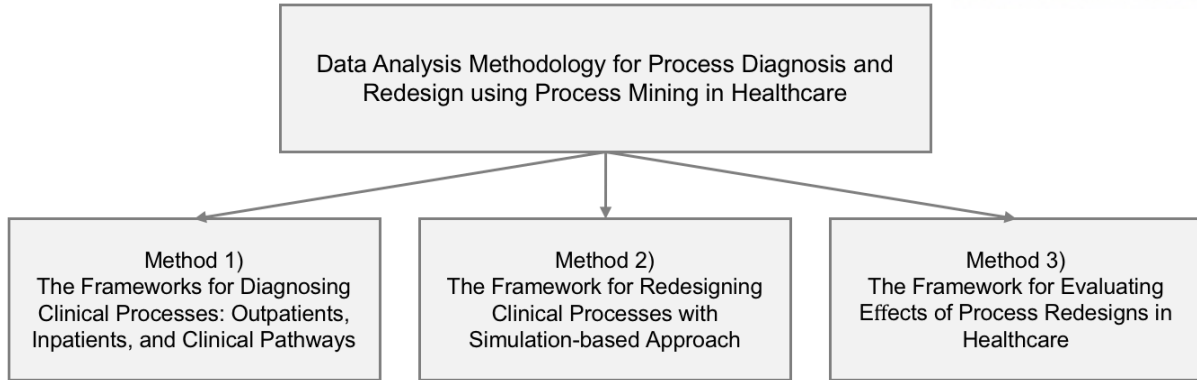 Data Analysis Methodology for Process Diagnosis and
Redesign using Process Mining in Healthcare
Method 1)
The Frameworks for Diagnosing
Clinical Processes: Outpatients,
Inpatients, and Clinical Pathways
Method 2)
The Framework for Redesigning
Clinical Processes with
Simulation-based Approach
Method 3)
The Framework for Evaluating
Effects of Process Redesigns in
Healthcare